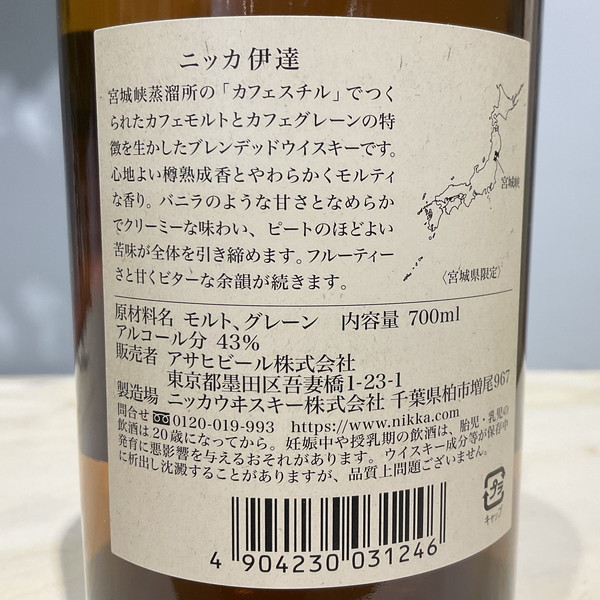 ニッカ伊達
宮城峡蒸溜所の「カフェスチル」でつく
られたカフェモルトとカフェグレーンの特
徴を生かしたブレンデッドウイスキーです。
心地よい樽熟成香とやわらかくモルティ
な香り。バニラのような甘さとなめらか
でクリーミーな味わい、ピートのほどよい
苦味が全体を引き締めます。フルーティー
さと甘くビターな余韻が続きます。
宮城峡
〈宮城県限定〉
原材料名 モルト、グレーン 内容量 700ml
アルコール分 43%
販売者 アサヒビール株式会社
東京都墨田区吾妻橋1-23-1
製造場 ニッカウヰスキー株式会社 千葉県柏市増尾967
問合せ 0120-019-993 https://www.nikka.com
飲酒は20歳になってから。妊娠中や授乳期の飲酒は、胎児・乳児の
発育に悪影響を与えるおそれがあります。ウイスキー成分等が保存中
に析出し沈澱することがありますが、品質上問題ございません。
プラ
キャップ
4 904230 031246